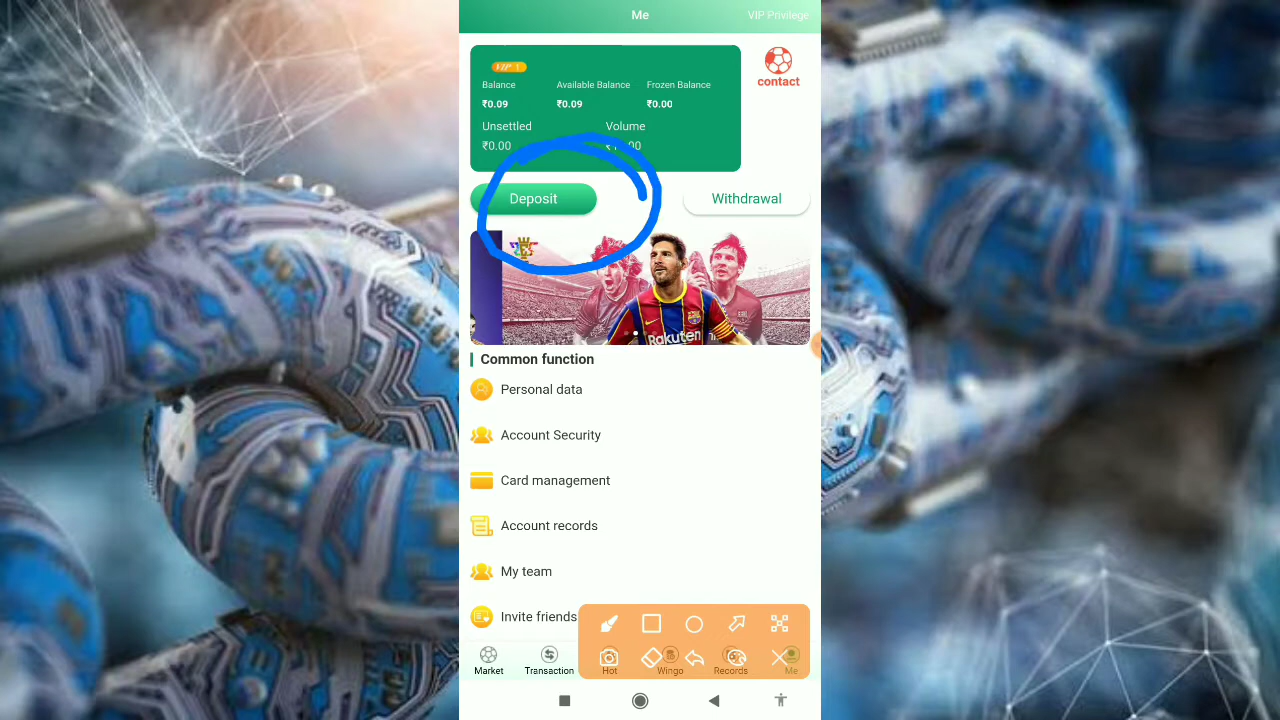 Me
VIP Privilege
VIP 1
contact
Balance
Available Balance
Frozen Balance
₹0.09
₹0.09
₹0.00
Unsettled
Volume
₹0.00
Deposit
Withdrawal
Rakuten
Common function
Personal data
Account Security
Card management
Account records
My team
Invite friends
Market
Transaction
Hot
Wingo
Records
Me